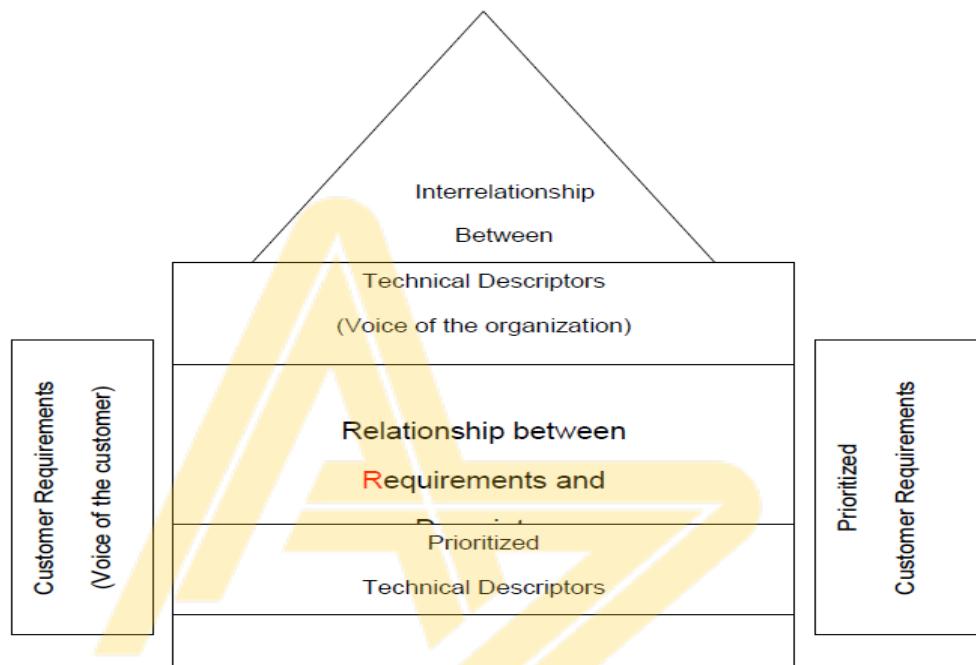 Interrelationship
Between
Technical Descriptors
(Voice of the organization)
Customer Requirements
(Voice of the customer)
Relationship between
Requirements and
Prioritized
Technical Descriptors
Prioritized
Customer Requirements